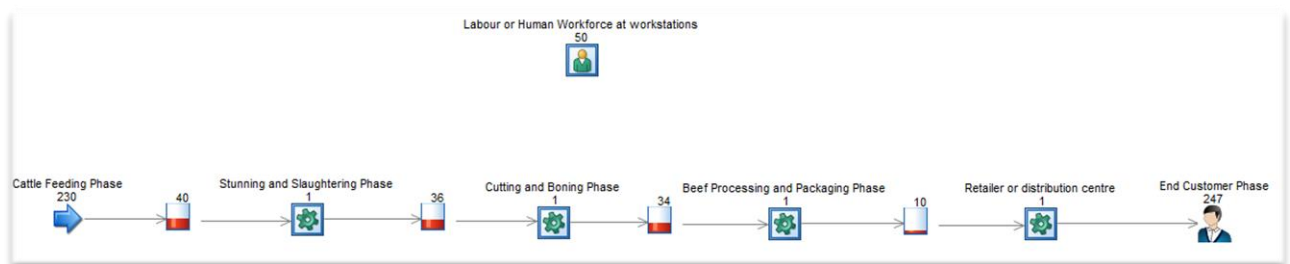 Labour or Human Workforce at workstations
50
Cattle Feeding Phase
230
40
Stunning and Slaughtering Phase
1
36
Cutting and Boning Phase
1
34
Beef Processing and Packaging Phase
1
10
Retailer or distribution centre
1
End Customer Phase
247